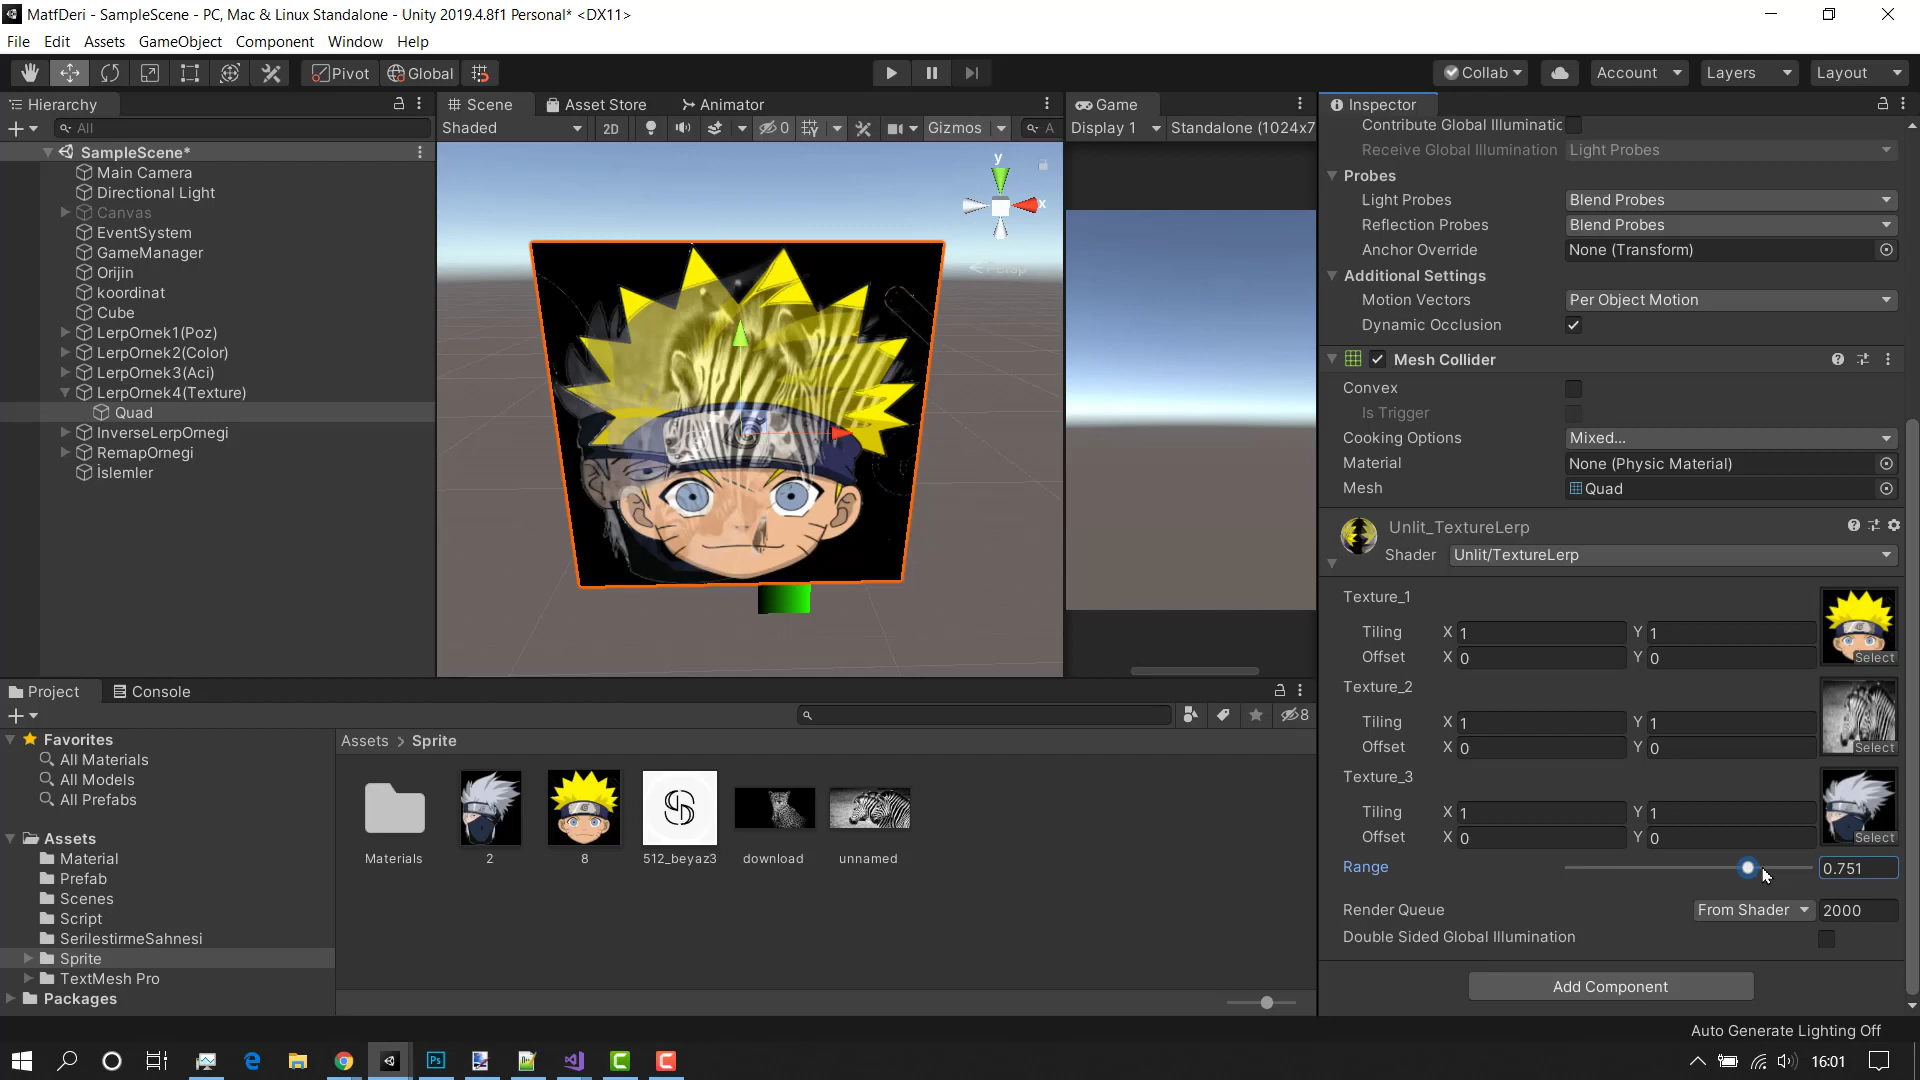 MatfDeri - SampleScene - PC, Mac & Linux Standalone - Unity 2019.4.8f1 Personal* <DX11>
File Edit Assets GameObject Component Window Help
Pivot Global Collab Account Layers Layout
Hierarchy
All
SampleScene*
Main Camera
Directional Light
Canvas
EventSystem
GameManager
Orijin
koordinat
Cube
LerpOrnek1(Poz)
LerpOrnek2(Color)
LerpOrnek3(Aci)
LerpOrnek4(Texture)
Quad
InverseLerpOrnegi
RemapOrnegi
İslemler
Scene Asset Store Animator
Shaded 2D 0 Gizmos A
y
x
Persp
Game
Display 1 Standalone (1024x7
Inspector
Contribute Global Illuminatic
Receive Global Illumination Light Probes
Probes
Light Probes Blend Probes
Reflection Probes Blend Probes
Anchor Override None (Transform)
Additional Settings
Motion Vectors Per Object Motion
Dynamic Occlusion
Mesh Collider
Convex
Is Trigger
Cooking Options Mixed...
Material None (Physic Material)
Mesh Quad
Unlit_TextureLerp
Shader Unlit/TextureLerp
Texture_1
Tiling X 1 Y 1
Offset X 0 Y 0
Select
Texture_2
Tiling X 1 Y 1
Offset X 0 Y 0
Select
Texture_3
Tiling X 1 Y 1
Offset X 0 Y 0
Select
Range 0.751
Render Queue From Shader 2000
Double Sided Global Illumination
Add Component
Project Console
8
Favorites
All Materials
All Models
All Prefabs
Assets
Material
Prefab
Scenes
Script
SerilestirmeSahnesi
Sprite
TextMesh Pro
Packages
Assets > Sprite
Materials 2 8 512_beyaz3 download unnamed
Auto Generate Lighting Off
Ps
16:01